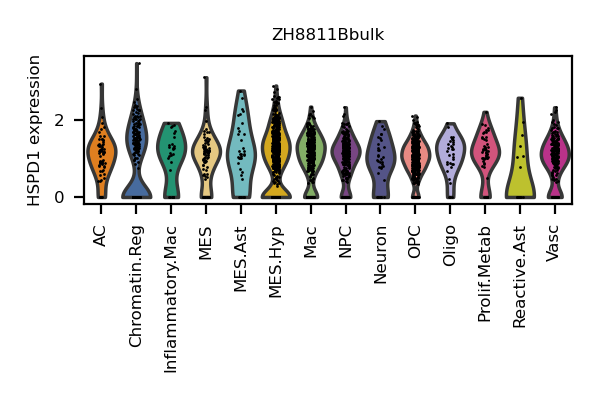 ZH8811Bbulk
HSPD1 expression
2
0
AC
Chromatin.Reg
Inflammatory.Mac
MES
MES.Ast
MES.Hyp
Mac
NPC
Neuron
OPC
Oligo
Prolif.Metab
Reactive.Ast
Vasc